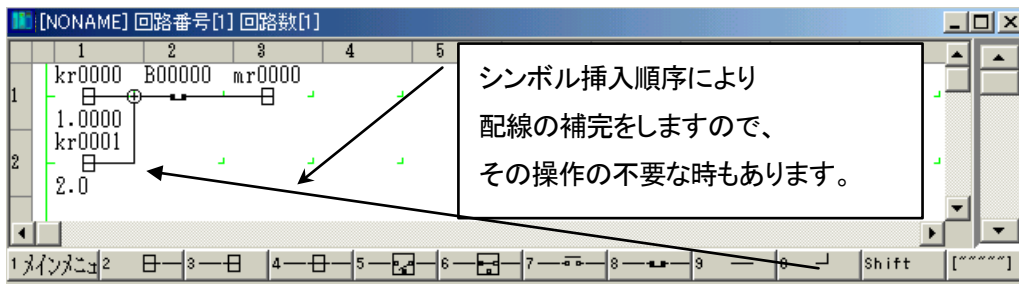 [NONAME] 回路番号[1] 回路数[1]
1 2 3 4 5
kr0000 B00000 mr0000
1
1.0000
kr0001
2
2.0
シンボル挿入順序により
配線の補完をしますので、
その操作の不要な時もあります。
1 メインメニュ 2 3 4 5 6 7 8 9 0 Shift [~~~~~]